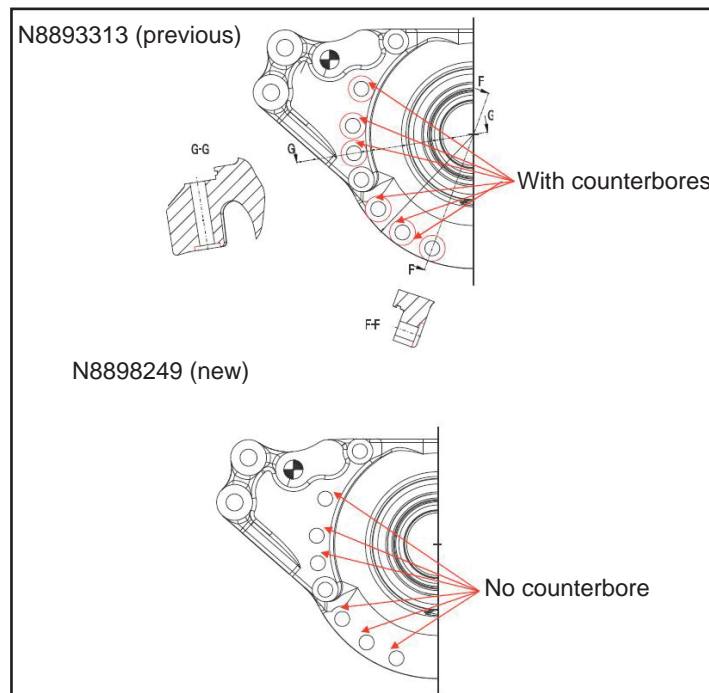 N8893313 (previous)
F
G
G-G
G
With counterbores
F
F-F
N8898249 (new)
No counterbore